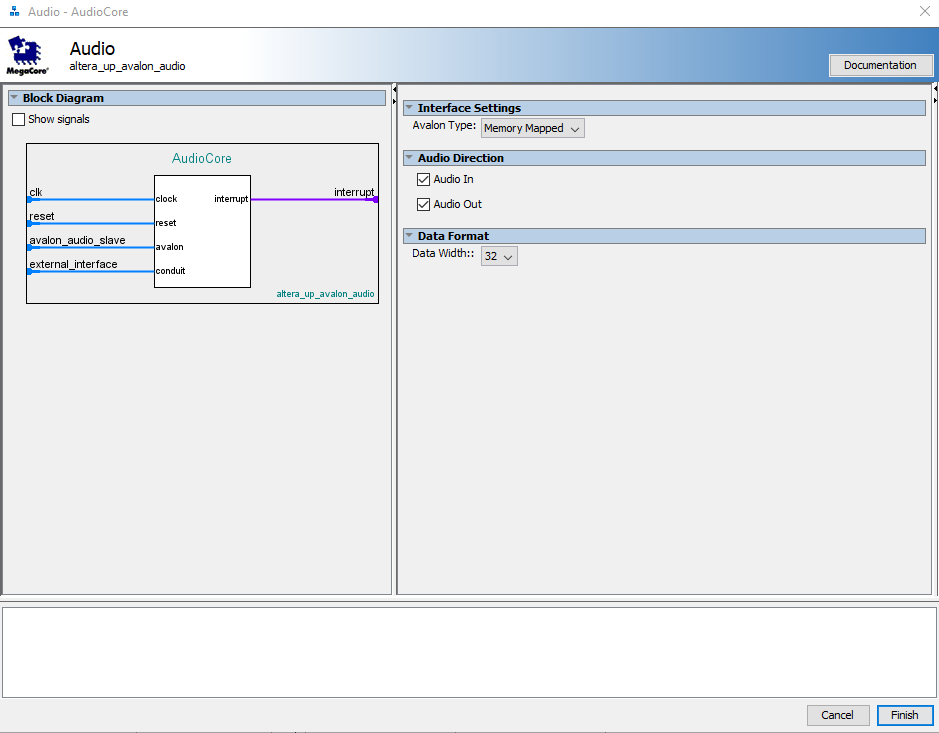 Audio - AudioCore
MegaCore®
Audio
altera_up_avalon_audio
Documentation
Block Diagram
Show signals
AudioCore
clk
clock
interrupt
interrupt
reset
reset
avalon_audio_slave
avalon
external_interface
conduit
altera_up_avalon_audio
Interface Settings
Avalon Type: Memory Mapped
Audio Direction
Audio In
Audio Out
Data Format
Data Width:: 32
Cancel
Finish